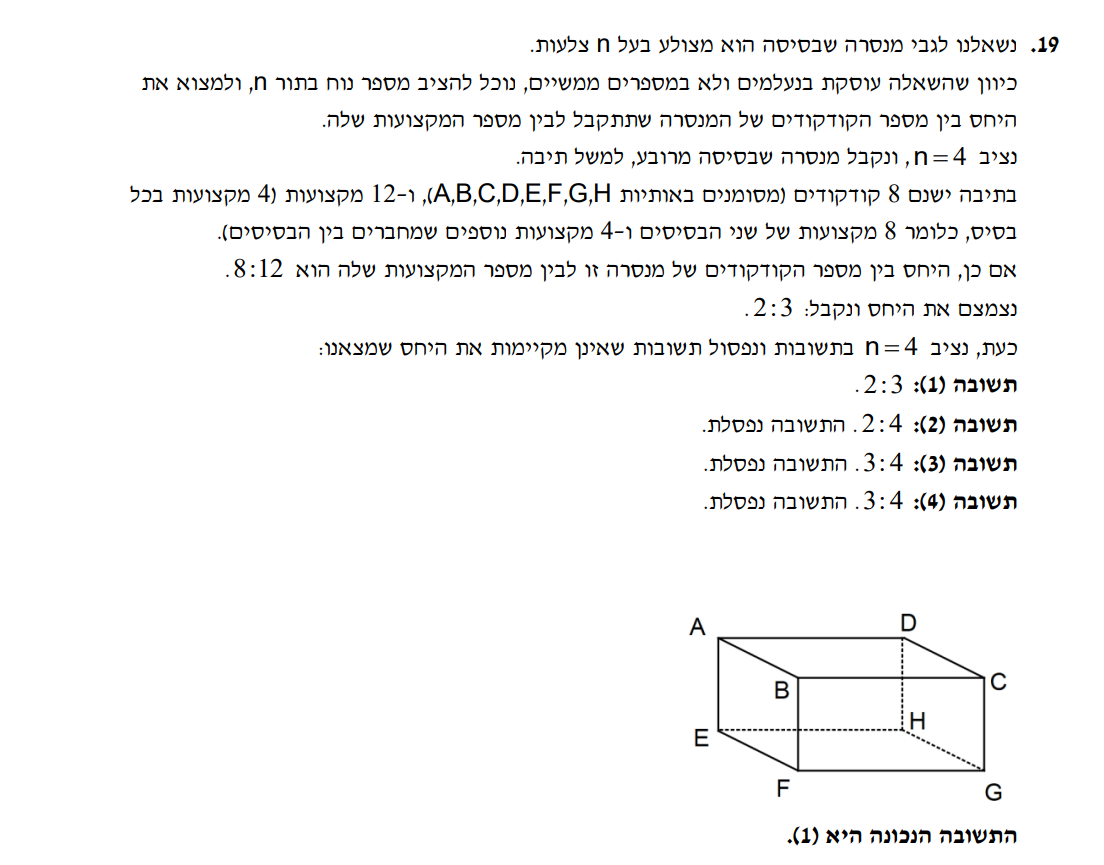 19. נשאלנו לגבי מנסרה שבסיסה הוא מצולע בעל n צלעות.
כיוון שהשאלה עוסקת בנעלמים ולא במספרים ממשיים, נוכל להציב מספר נוח בתור n, ולמצוא את
היחס בין מספר הקודקודים של המנסרה שתתקבל לבין מספר המקצועות שלה.
נציב n = 4, ונקבל מנסרה שבסיסה מרובע, למשל תיבה.
בתיבה ישנם 8 קודקודים (מסומנים באותיות A,B,C,D,E,F,G,H), ו-12 מקצועות (4 מקצועות בכל
בסיס, כלומר 8 מקצועות של שני הבסיסים ו-4 מקצועות נוספים שמחברים בין הבסיסים).
אם כן, היחס בין מספר הקודקודים של מנסרה זו לבין מספר המקצועות שלה הוא 8:12.
נצמצם את היחס ונקבל: 2:3.
כעת, נציב n = 4 בתשובות ונפסול תשובות שאינן מקיימות את היחס שמצאנו:
תשובה (1): 2:3.
תשובה (2): 2:4. התשובה נפסלת.
תשובה (3): 3:4. התשובה נפסלת.
תשובה (4): 3:4. התשובה נפסלת.
A D
B C
E H
F G
התשובה הנכונה היא (1).